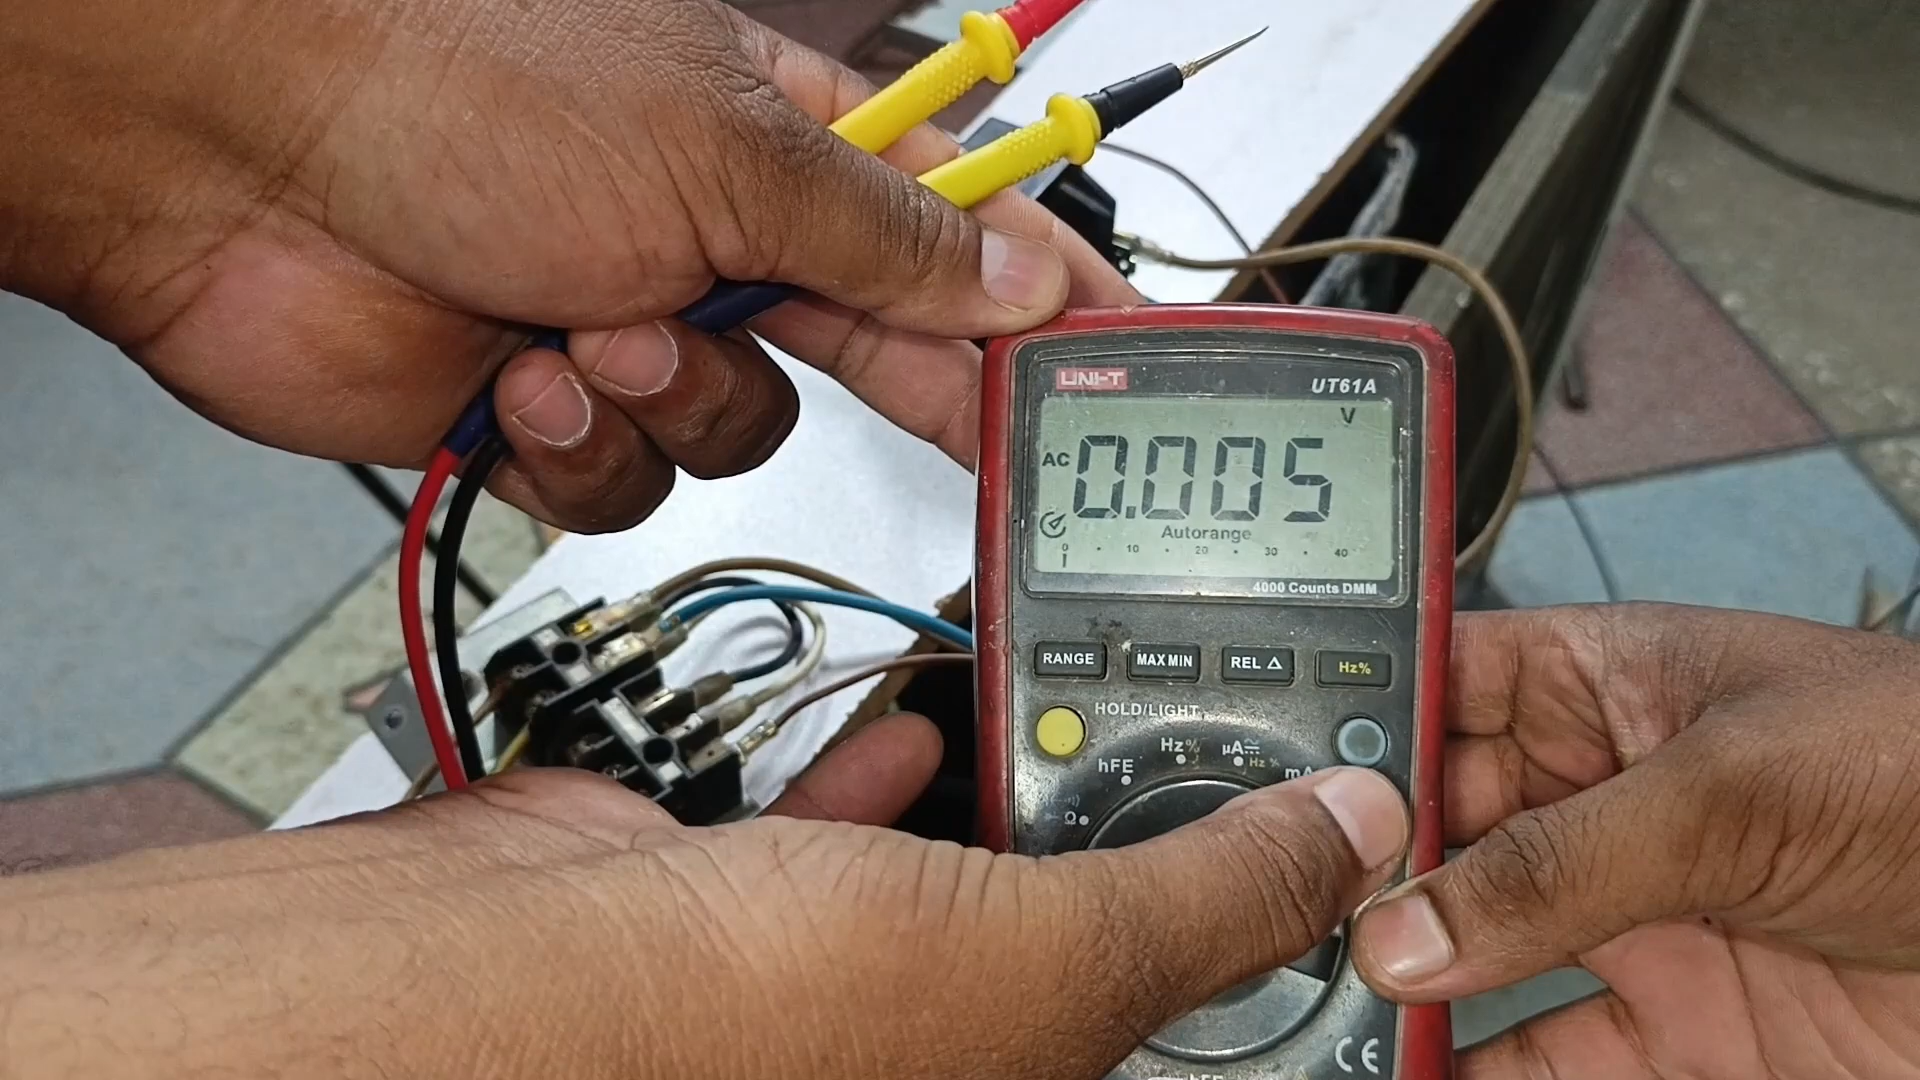 UNI-T
UT61A
V
AC 0.005
Autorange
0 10 20 30 40
4000 Counts DMM
RANGE MAX MIN REL Δ Hz%
HOLD/LIGHT
Hz% µA Hz %
hFE
Ω
CE